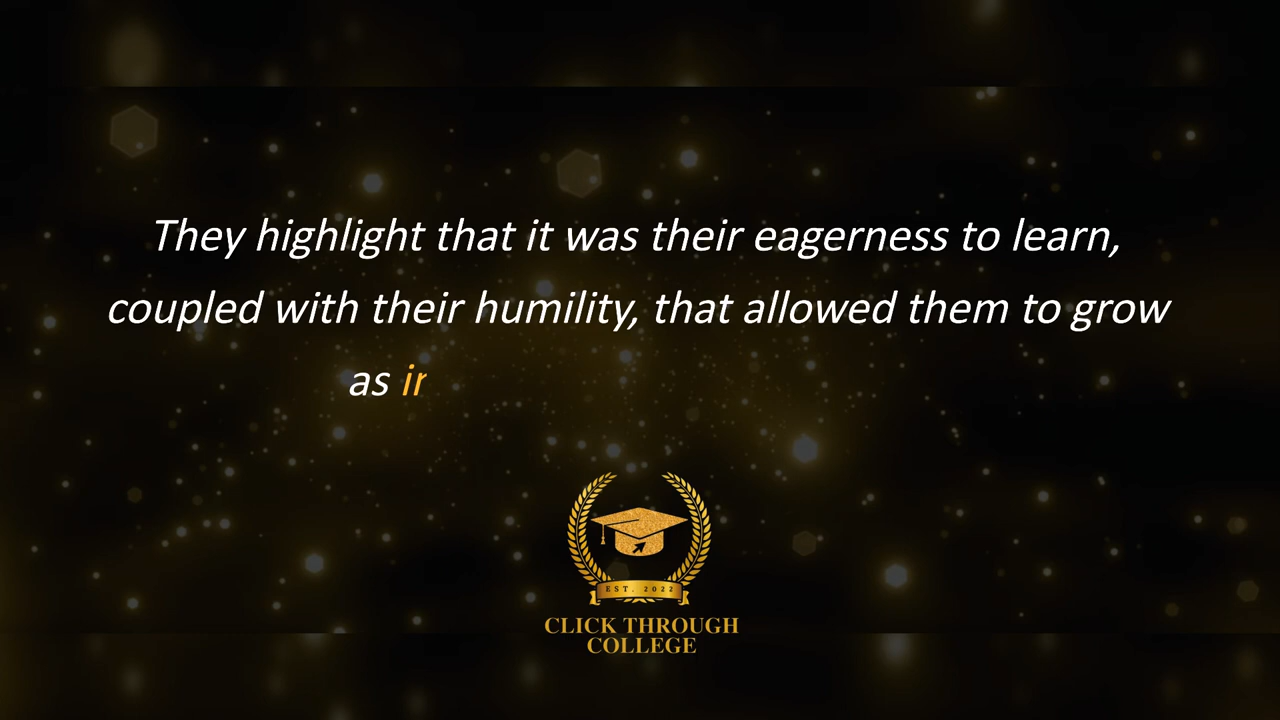 They highlight that it was their eagerness to learn,
coupled with their humility, that allowed them to grow
as
EST. 2022
CLICK THROUGH
COLLEGE